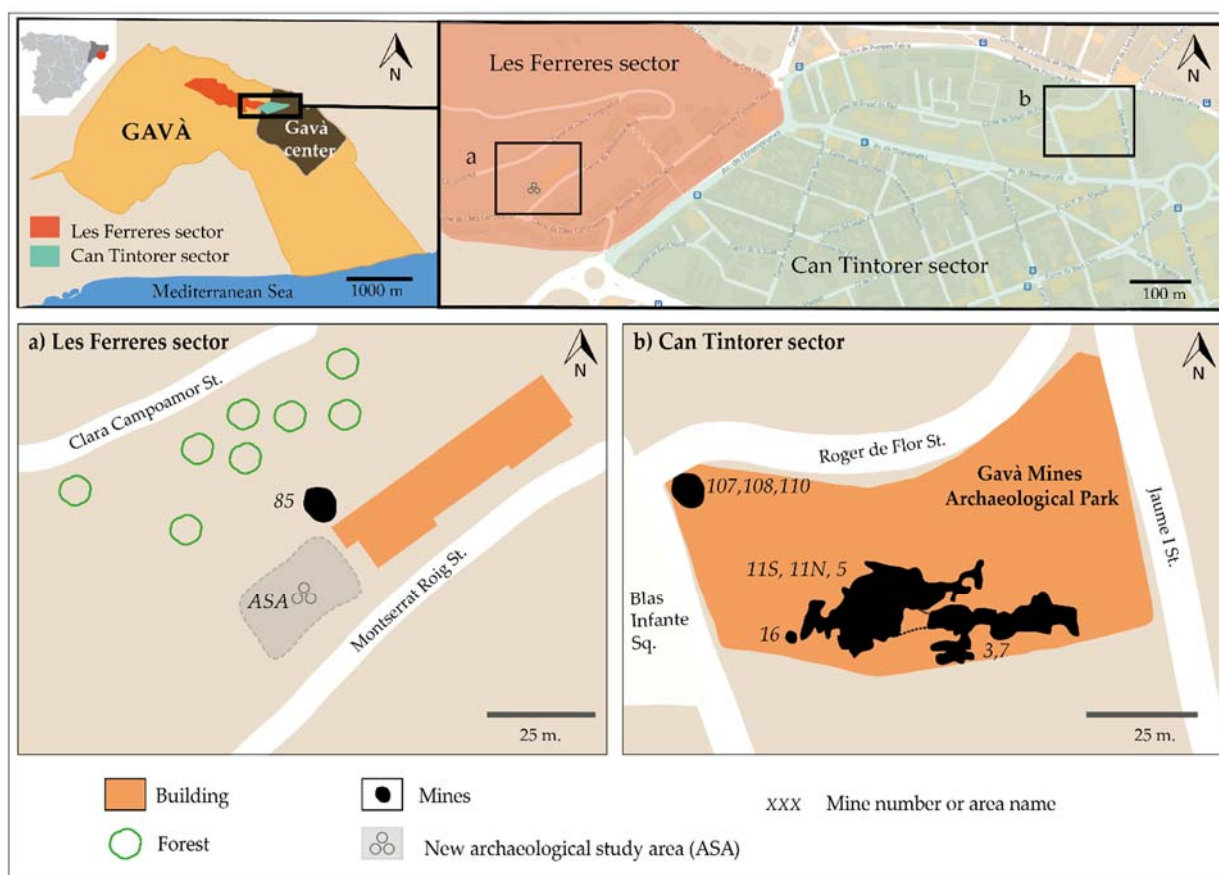 N
GAVÀ
Gavà
center
Les Ferreres sector
Can Tintorer sector
Mediterranean Sea
1000 m
Les Ferreres sector
a
b
N
Can Tintorer sector
100 m
a) Les Ferreres sector
N
Clara Campoamor St.
85
ASA
Montserrat Roig St.
25 m.
b) Can Tintorer sector
N
Roger de Flor St.
107,108,110
Gavà Mines
Archaeological Park
Jaume I St.
11S, 11N, 5
Blas
Infante
Sq.
16
3,7
25 m.
Building
Mines
xxx Mine number or area name
Forest
New archaeological study area (ASA)